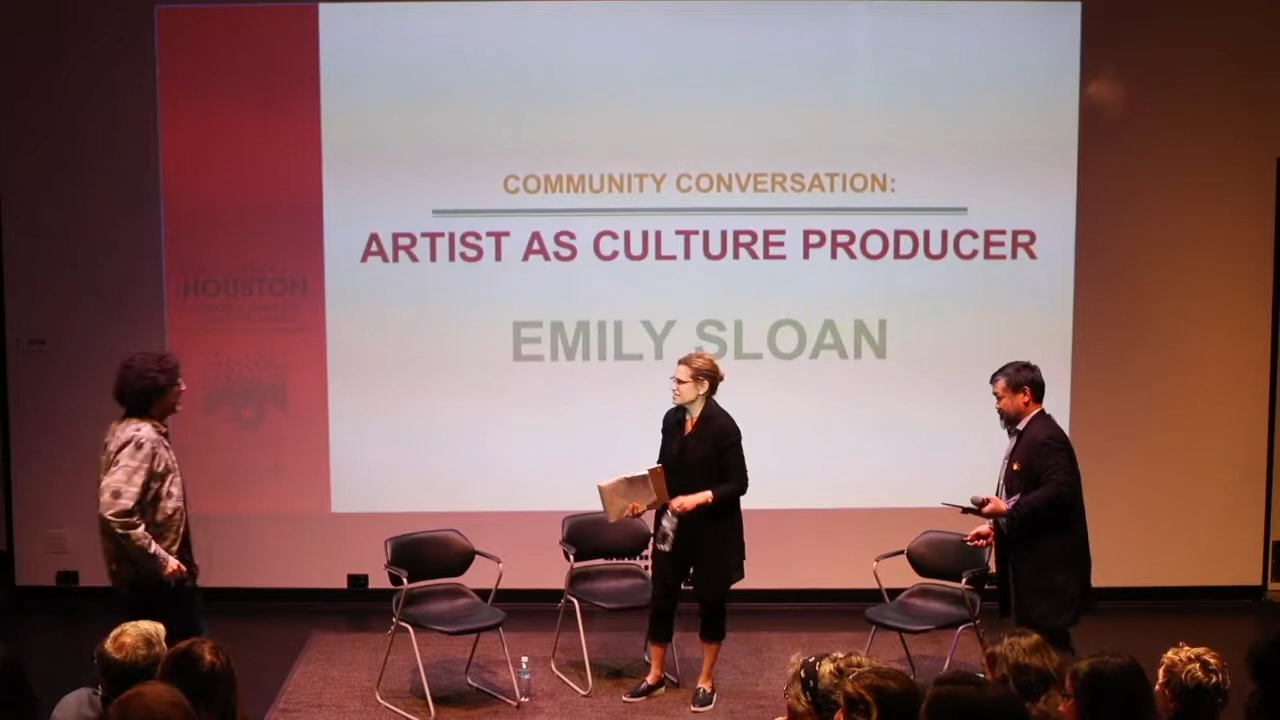 COMMUNITY CONVERSATION:
ARTIST AS CULTURE PRODUCER
EMILY SLOAN
HOUSTON